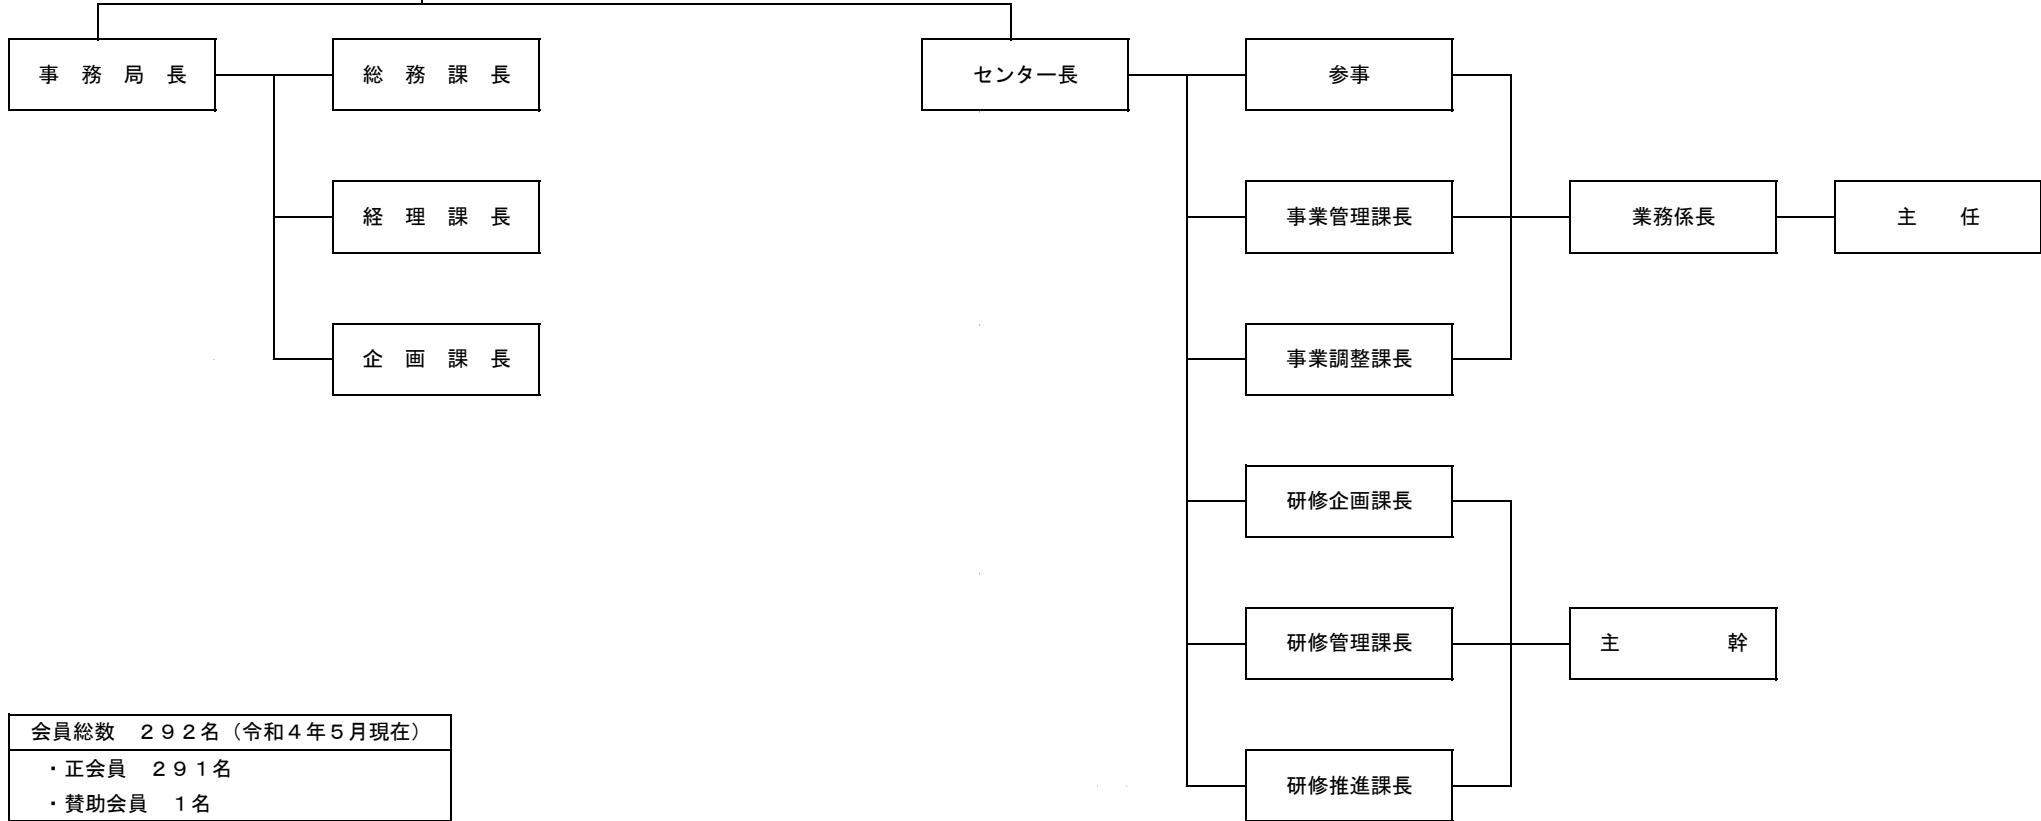 事　務　局　長
総　務　課　長
センター長
参事
経　理　課　長
事業管理課長
業務係長
主　　任
企　画　課　長
事業調整課長
研修企画課長
研修管理課長
主　　　　　幹
研修推進課長
会員総数　２９２名（令和４年５月現在）
・正会員　２９１名
・賛助会員　１名